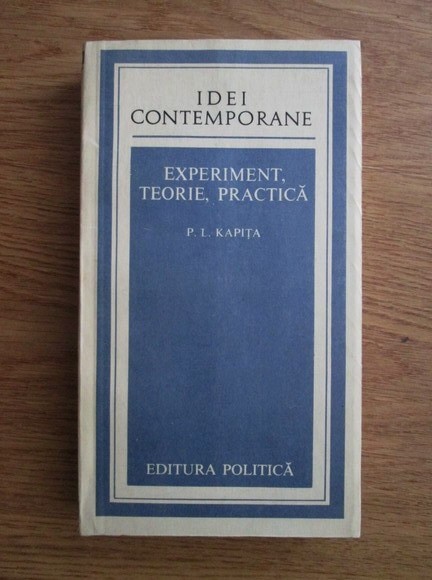 IDEI
CONTEMPORANE
EXPERIMENT,
TEORIE, PRACTICĂ
P. L. KAPIȚA
EDITURA POLITICĂ